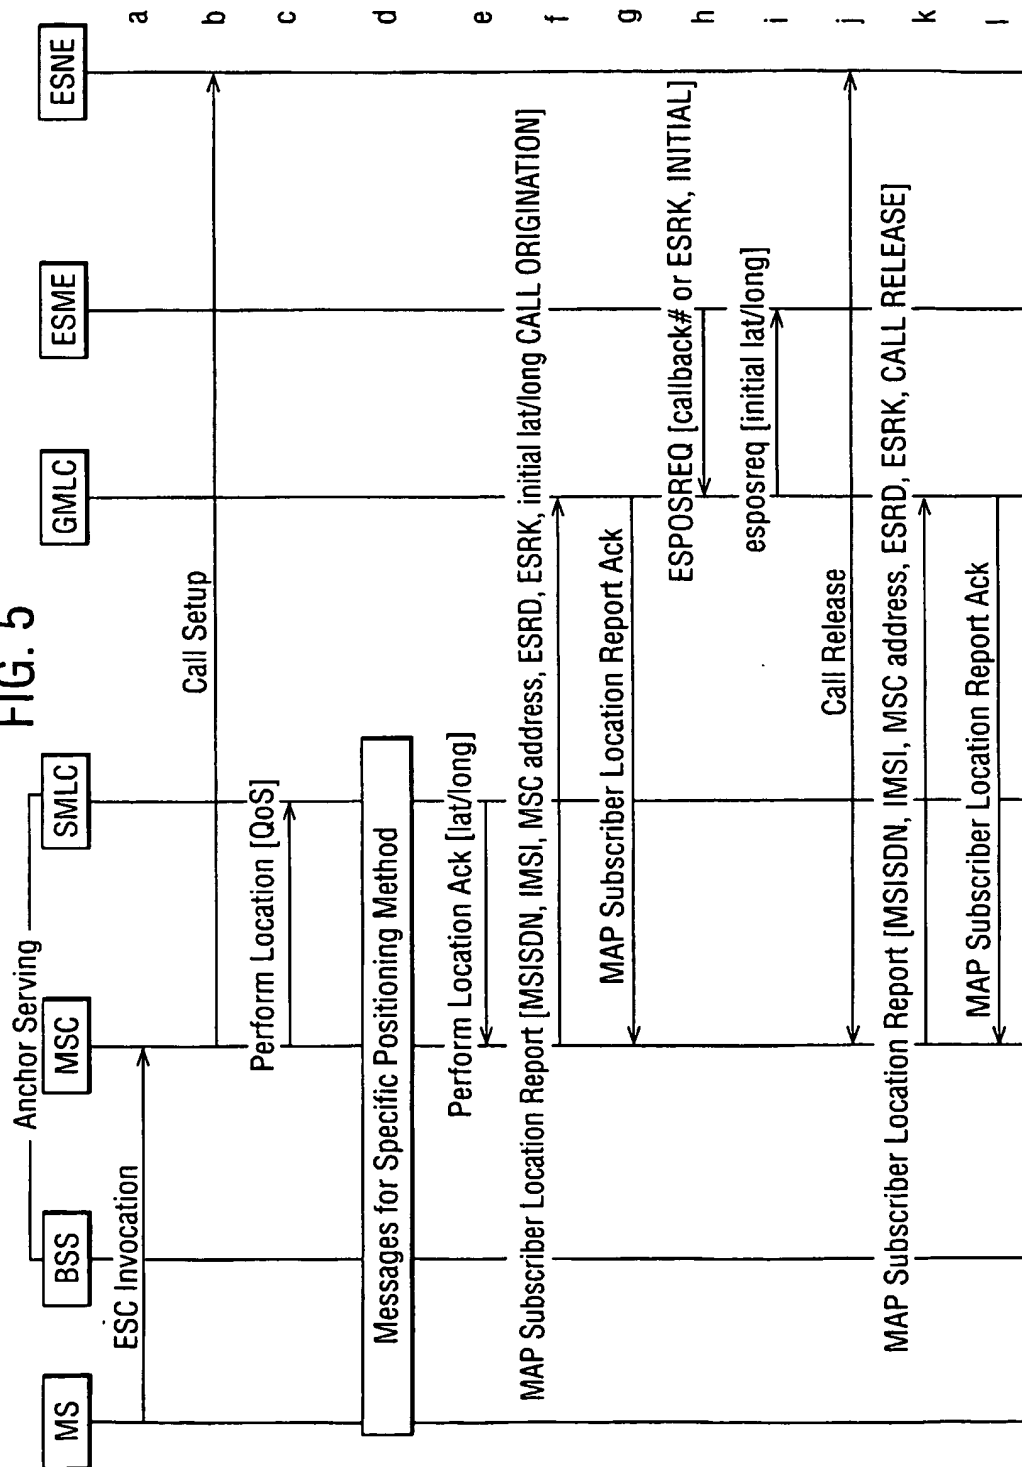 FIG. 5
Anchor Serving
MS
BSS
MSC
SMLC
GMLC
ESME
ESNE
ESC Invocation
a
Call Setup
b
Perform Location [QoS]
c
Messages for Specific Positioning Method
d
Perform Location Ack [lat/long]
e
MAP Subscriber Location Report [MSISDN, IMSI, MSC address, ESRD, ESRK, initial lat/long CALL ORIGINATION]
f
MAP Subscriber Location Report Ack
g
ESPOSREQ [callback# or ESRK, INITIAL]
h
esposreq [initial lat/long]
i
Call Release
j
MAP Subscriber Location Report [MSISDN, IMSI, MSC address, ESRD, ESRK, CALL RELEASE]
k
MAP Subscriber Location Report Ack
l